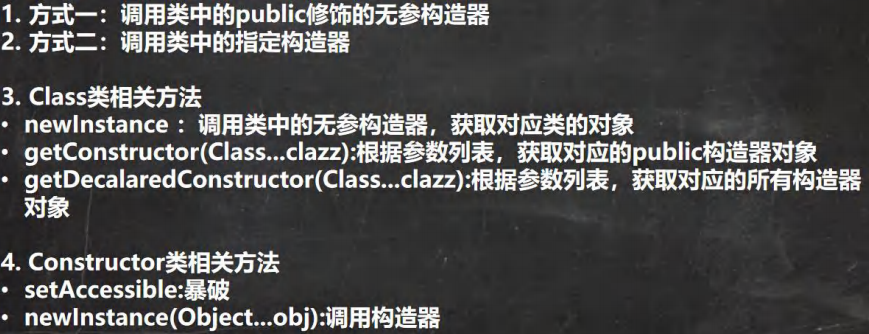 1. 方式一：调用类中的public修饰的无参构造器
2. 方式二：调用类中的指定构造器
3. Class类相关方法
• newInstance ：调用类中的无参构造器，获取对应类的对象
• getConstructor(Class...clazz):根据参数列表，获取对应的public构造器对象
• getDecalaredConstructor(Class...clazz):根据参数列表，获取对应的所有构造器
对象
4. Constructor类相关方法
• setAccessible:暴破
• newInstance(Object...obj):调用构造器